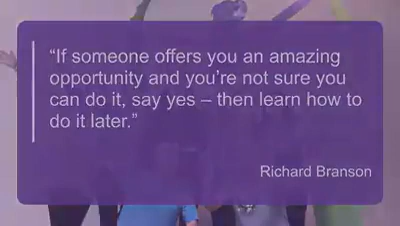 “If someone offers you an amazing
opportunity and you’re not sure you
can do it, say yes – then learn how to
do it later.”
Richard Branson